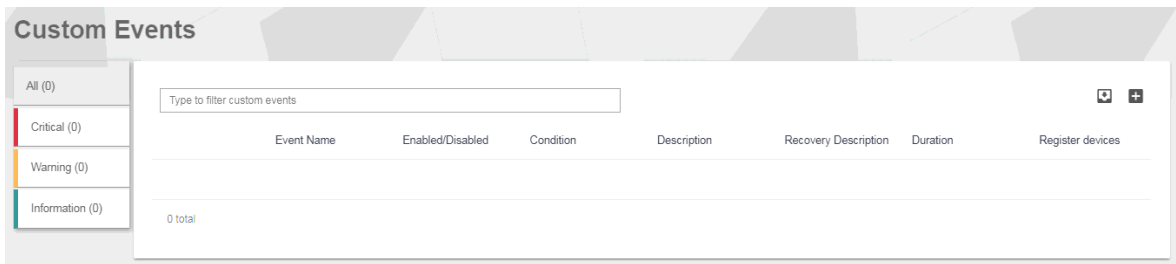 Custom Events
All (0)
Critical (0)
Warning (0)
Information (0)
Type to filter custom events
Event Name Enabled/Disabled Condition Description Recovery Description Duration Register devices
0 total